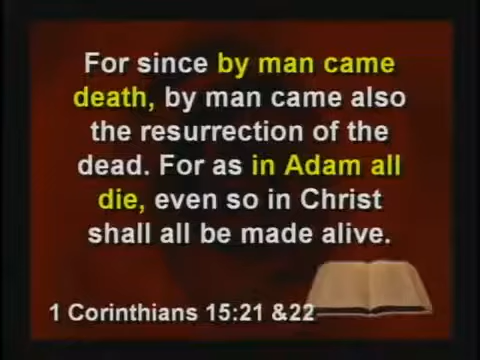 For since by man came
death, by man came also
the resurrection of the
dead. For as in Adam all
die, even so in Christ
shall all be made alive.
1 Corinthians 15:21 &22